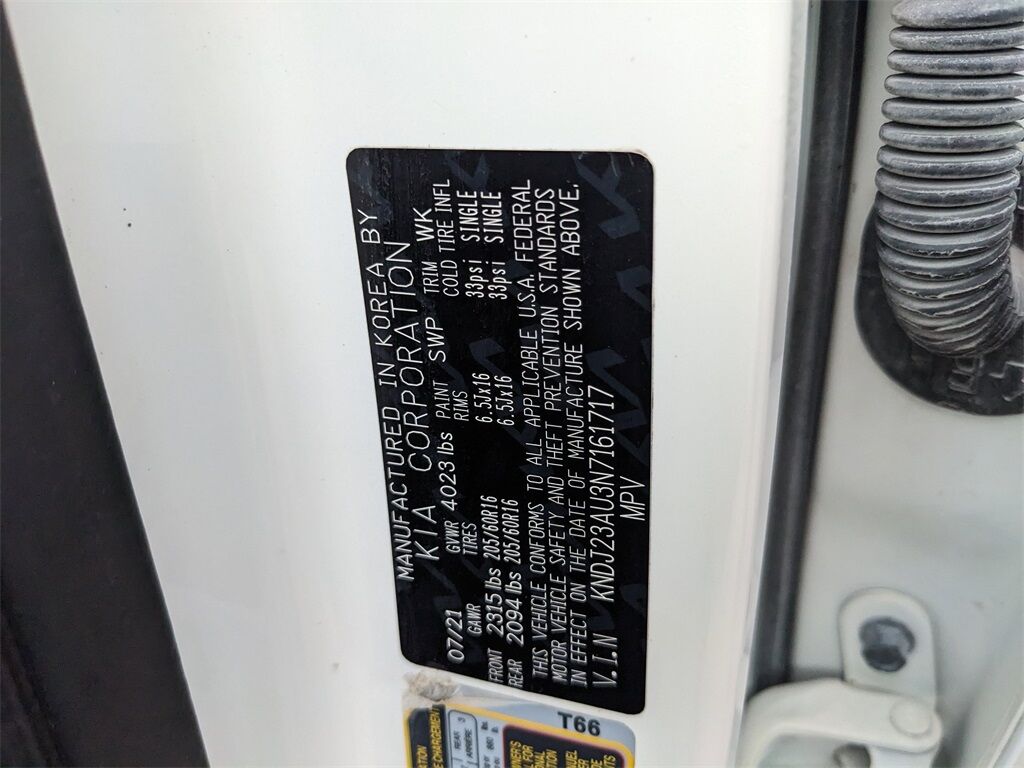 MANUFACTURED IN KOREA BY
KIA CORPORATION
07/21 GVWR 4023 lbs PAINT SWP TRIM WK
GAWR TIRES RIMS COLD TIRE INFL
FRONT 2315 lbs 205/60R16 6.5Jx16 33psi SINGLE
REAR 2094 lbs 205/60R16 6.5Jx16 33psi SINGLE
THIS VEHICLE CONFORMS TO ALL APPLICABLE U.S.A. FEDERAL
MOTOR VEHICLE SAFETY AND THEFT PREVENTION STANDARDS
IN EFFECT ON THE DATE OF MANUFACTURE SHOWN ABOVE.
V.I.N KNDJ23AU3N7161717
MPV
T66
REAR 3
ARRIÈRE